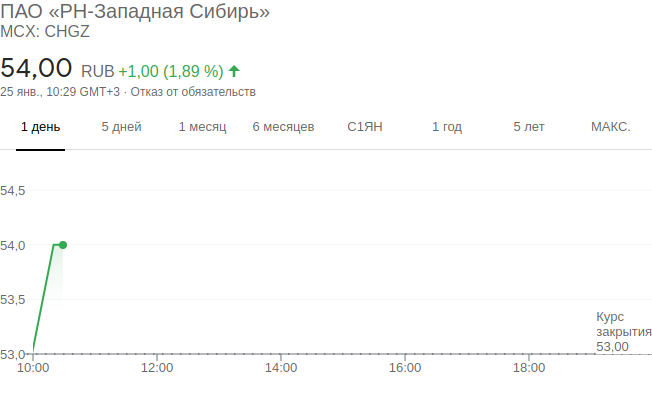 ПАО «РН-Западная Сибирь»
MCX: CHGZ
54,00 RUB +1,00 (1,89 %)
25 янв., 10:29 GMT+3 · Отказ от обязательств
1 день 5 дней 1 месяц 6 месяцев С1ЯН 1 год 5 лет МАКС.
54,5
54,0
53,5
Курс
закрытия
53,00
53,0
10:00 12:00 14:00 16:00 18:00